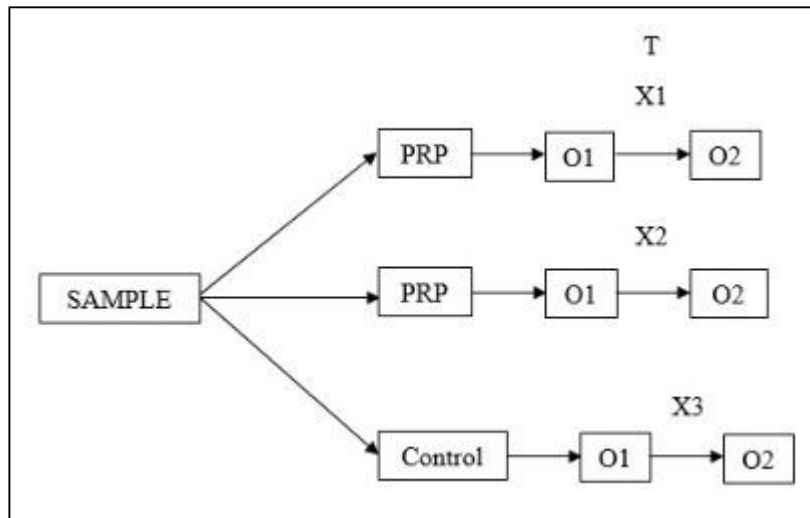 T
X1
PRP O1 O2
X2
SAMPLE PRP O1 O2
X3
Control O1 O2